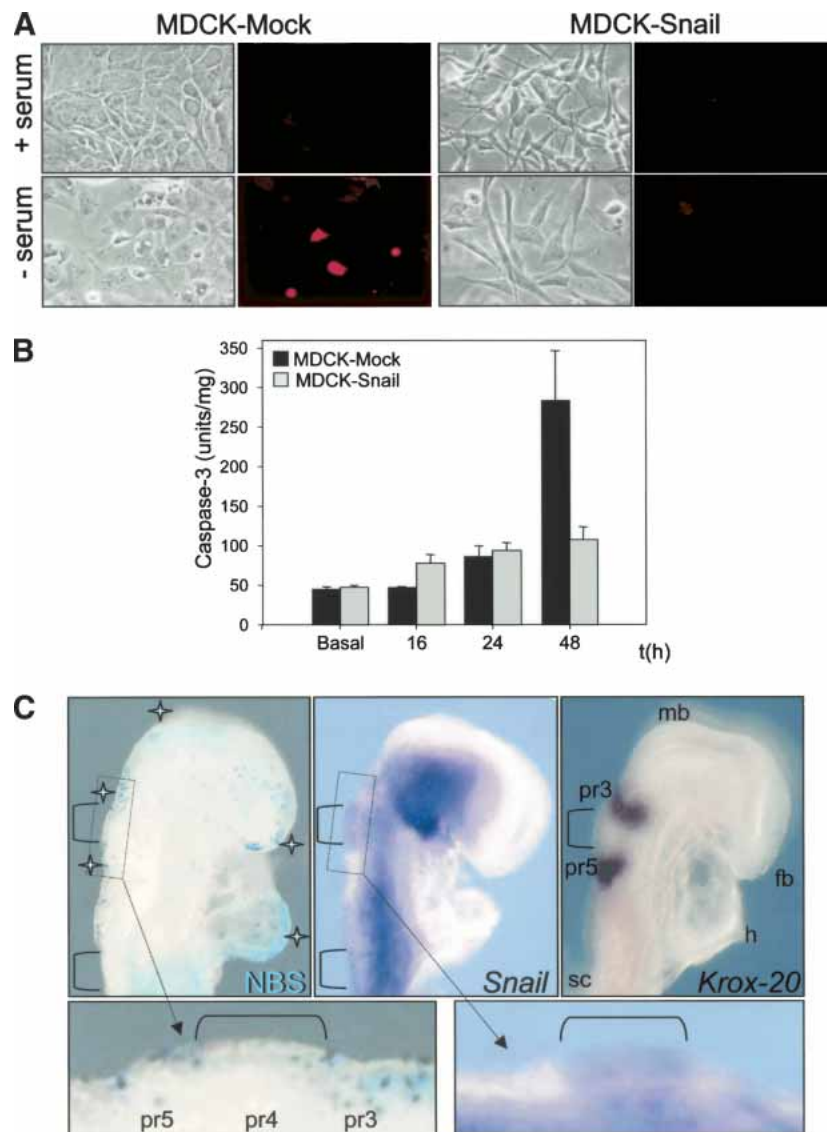 A
MDCK-Mock MDCK-Snail
+ serum
- serum
B
350
300
250
200
150
100
50
0
Caspase-3 (units/mg)
MDCK-Mock
MDCK-Snail
Basal 16 24 48 t(h)
C
NBS
Snail
mb
pr3
pr5
fb
h
sc
Krox-20
pr5 pr4 pr3